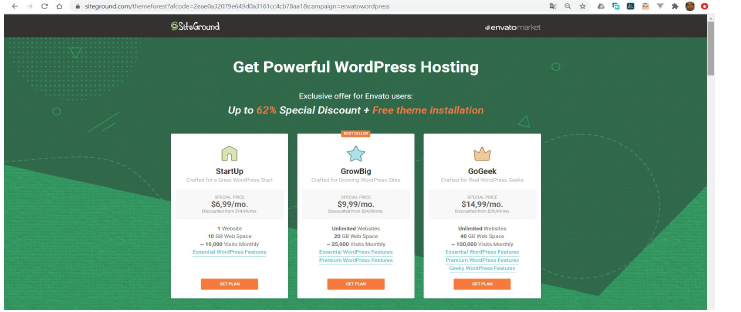 siteground.com/themeforest?afcode=2eae0a32079e649d0a3161cc4cb78aa1&campaign=envatowordpress
SiteGround
envatomarket
Get Powerful WordPress Hosting
Exclusive offer for Envato users:
Up to 62% Special Discount + Free theme installation
StartUp
Crafted for a Great WordPress Start
SPECIAL PRICE
$6,99/mo.
Discounted from $14,99/mo.
1 Website
10 GB Web Space
~ 10,000 Visits Monthly
Essential WordPress Features
GET PLAN
BESTSELLER
GrowBig
Crafted for Growing WordPress Sites
SPECIAL PRICE
$9,99/mo.
Discounted from $24,99/mo.
Unlimited Websites
20 GB Web Space
~ 25,000 Visits Monthly
Essential WordPress Features
Premium WordPress Features
GET PLAN
GoGeek
Crafted for Real WordPress Geeks
SPECIAL PRICE
$14,99/mo.
Discounted from
Unlimited Websites
40 GB Web Space
~ 100,000 Visits Monthly
Essential WordPress Features
Premium WordPress Features
Geeky WordPress Features
GET PLAN